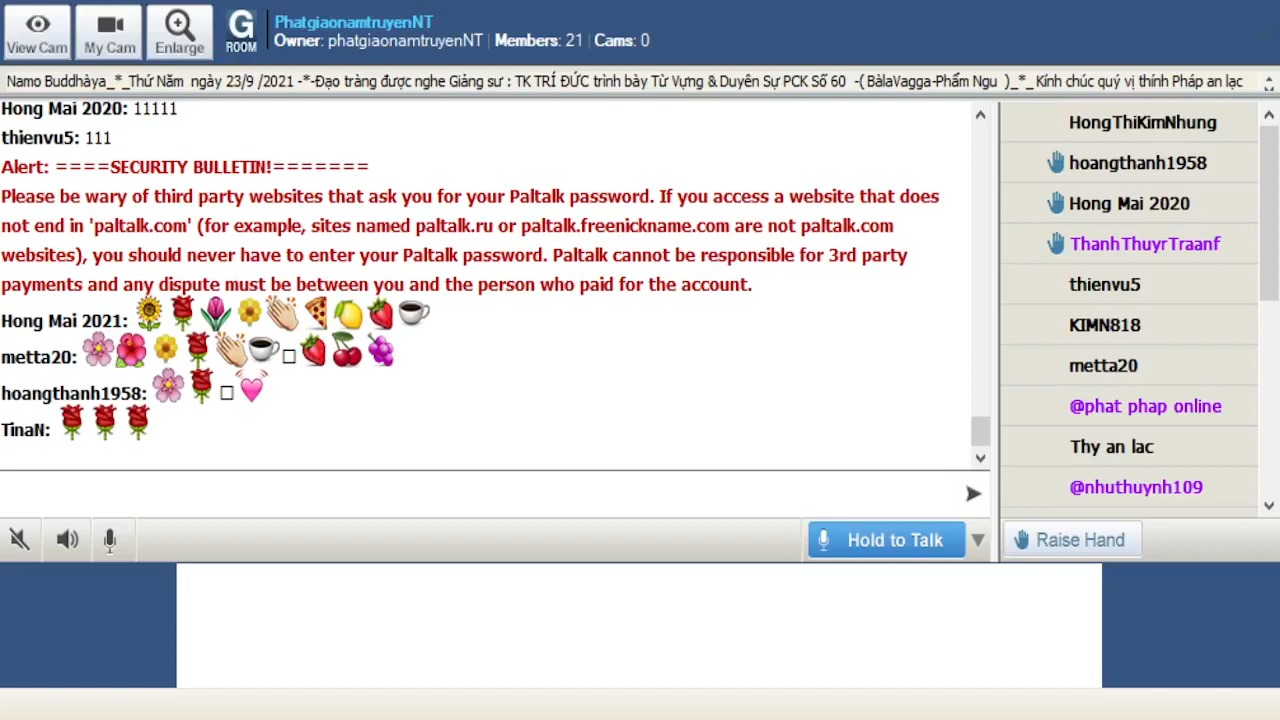 View Cam
My Cam
Enlarge
G
ROOM
PhatgiaonamtruyenNT
Owner: phatgiaonamtruyenNT | Members: 21 | Cams: 0
Namo Buddhàya_*_Thứ Năm ngày 23/9 /2021 -*-Đạo tràng được nghe Giảng sư : TK TRÍ ĐỨC trình bày Từ Vựng & Duyên Sự PCK Số 60 -( BàlaVagga-Phẩm Ngu )_*_ Kính chúc quý vị thính Pháp an lạc
Hong Mai 2020: 11111
thienvu5: 111
Alert: ====SECURITY BULLETIN!=======
Please be wary of third party websites that ask you for your Paltalk password. If you access a website that does
not end in 'paltalk.com' (for example, sites named paltalk.ru or paltalk.freenickname.com are not paltalk.com
websites), you should never have to enter your Paltalk password. Paltalk cannot be responsible for 3rd party
payments and any dispute must be between you and the person who paid for the account.
Hong Mai 2021:
metta20:
hoangthanh1958:
TinaN:
HongThiKimNhung
hoangthanh1958
Hong Mai 2020
ThanhThuyrTraanf
thienvu5
KIMN818
metta20
@phat phap online
Thy an lac
@nhuthuynh109
Hold to Talk
Raise Hand